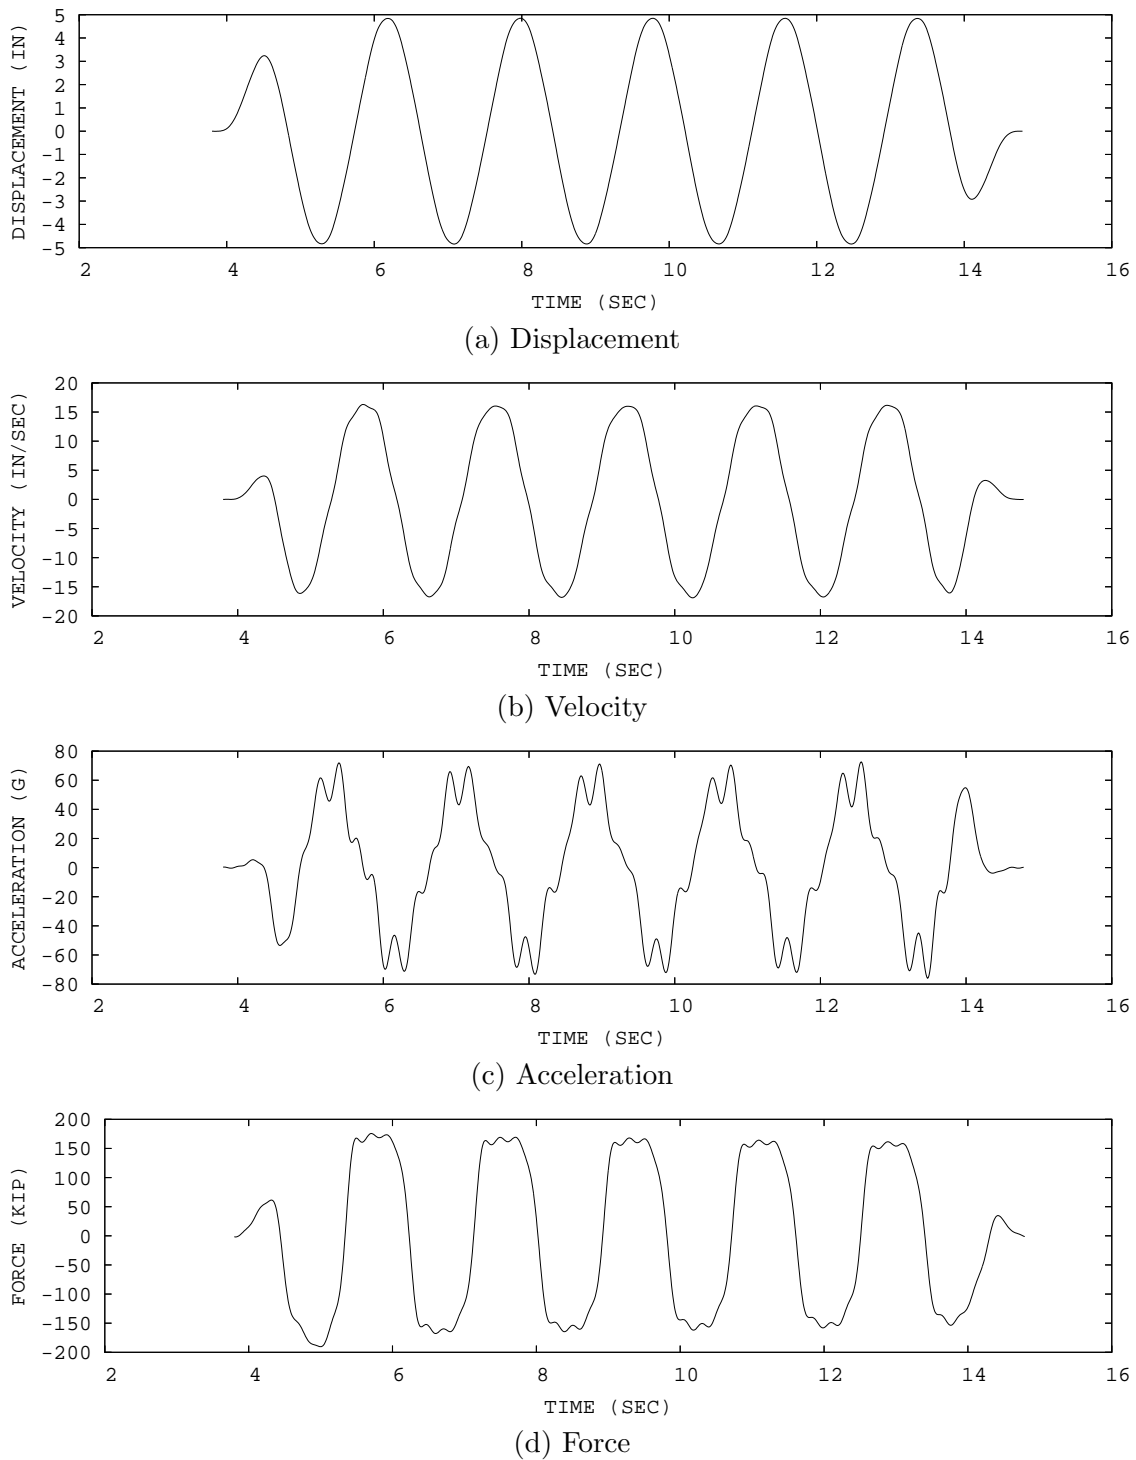 5
4
3
2
1
0
-1
-2
-3
-4
-5
DISPLACEMENT (IN)
2 4 6 8 10 12 14 16
TIME (SEC)
(a) Displacement
20
15
10
5
0
-5
-10
-15
-20
VELOCITY (IN/SEC)
2 4 6 8 10 12 14 16
TIME (SEC)
(b) Velocity
80
60
40
20
0
-20
-40
-60
-80
ACCELERATION (G)
2 4 6 8 10 12 14 16
TIME (SEC)
(c) Acceleration
200
150
100
50
0
-50
-100
-150
-200
FORCE (KIP)
2 4 6 8 10 12 14 16
TIME (SEC)
(d) Force